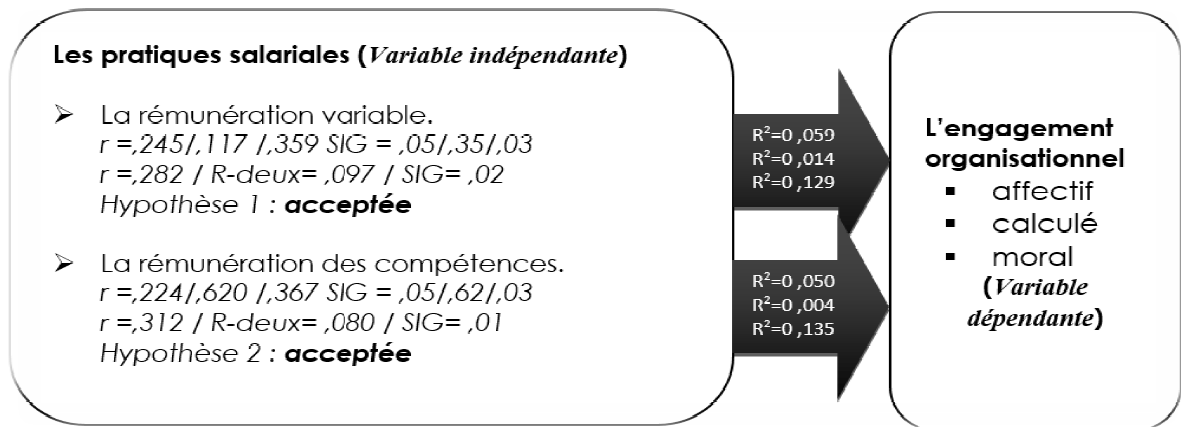 Les pratiques salariales (Variable indépendante)
➢ La rémunération variable.
r =,245/,117 /,359 SIG = ,05/,35/,03
r =,282 / R-deux= ,097 / SIG= ,02
Hypothèse 1 : acceptée
➢ La rémunération des compétences.
r =,224/,620 /,367 SIG = ,05/,62/,03
r =,312 / R-deux= ,080 / SIG= ,01
Hypothèse 2 : acceptée
R²=0 ,059
R²=0 ,014
R²=0 ,129
R²=0 ,050
R²=0 ,004
R²=0 ,135
L’engagement
organisationnel
▪ affectif
▪ calculé
▪ moral
(Variable
dépendante)